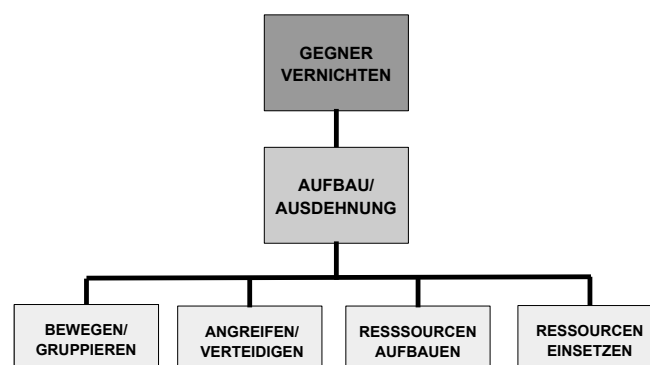 GEGNER
VERNICHTEN
AUFBAU/
AUSDEHNUNG
BEWEGEN/
GRUPPIEREN
ANGREIFEN/
VERTEIDIGEN
RESSSOURCEN
AUFBAUEN
RESSOURCEN
EINSETZEN